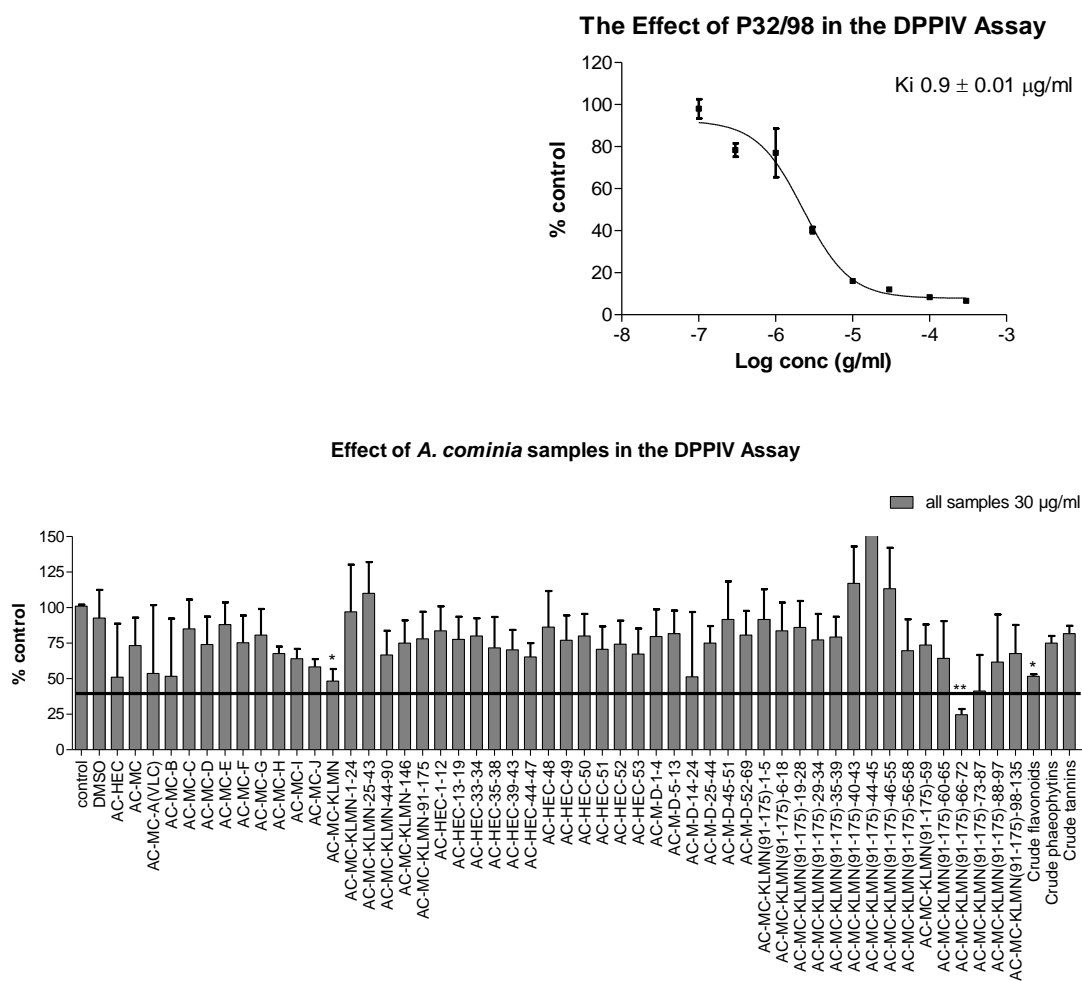 The Effect of P32/98 in the DPPIV Assay
Ki 0.9 ± 0.01 µg/ml
120
100
80
60
40
20
0
% control
-8
-7
-6
-5
-4
-3
Log conc (g/ml)
Effect of A. cominia samples in the DPPIV Assay
all samples 30 µg/ml
150
125
100
75
50
25
0
% control
*
**
*
control
DMSO
AC-HEC
AC-MC
AC-MC-A(VLC)
AC-MC-B
AC-MC-C
AC-MC-D
AC-MC-E
AC-MC-F
AC-MC-G
AC-MC-H
AC-MC-I
AC-MC-J
AC-MC-KLMN
AC-MC-KLMN-1-24
AC-MC-KLMN-25-43
AC-MC-KLMN-44-90
AC-MC-KLMN-146
AC-MC-KLMN-91-175
AC-HEC-1-12
AC-HEC-13-19
AC-HEC-33-34
AC-HEC-35-38
AC-HEC-39-43
AC-HEC-44-47
AC-HEC-48
AC-HEC-49
AC-HEC-50
AC-HEC-51
AC-HEC-52
AC-HEC-53
AC-M-D-1-4
AC-M-D-5-13
AC-M-D-14-24
AC-M-D-25-44
AC-M-D-45-51
AC-M-D-52-69
AC-MC-KLMN(91-175)-1-5
AC-MC-KLMN(91-175)-6-18
AC-MC-KLMN(91-175)-19-28
AC-MC-KLMN(91-175)-29-34
AC-MC-KLMN(91-175)-35-39
AC-MC-KLMN(91-175)-40-43
AC-MC-KLMN(91-175)-44-45
AC-MC-KLMN(91-175)-46-55
AC-MC-KLMN(91-175)-56-58
AC-MC-KLMN(91-175)-59
AC-MC-KLMN(91-175)-60-65
AC-MC-KLMN(91-175)-66-72
AC-MC-KLMN(91-175)-73-87
AC-MC-KLMN(91-175)-88-97
AC-MC-KLMN(91-175)-98-135
Crude flavonoids
Crude phaeophytins
Crude tannins